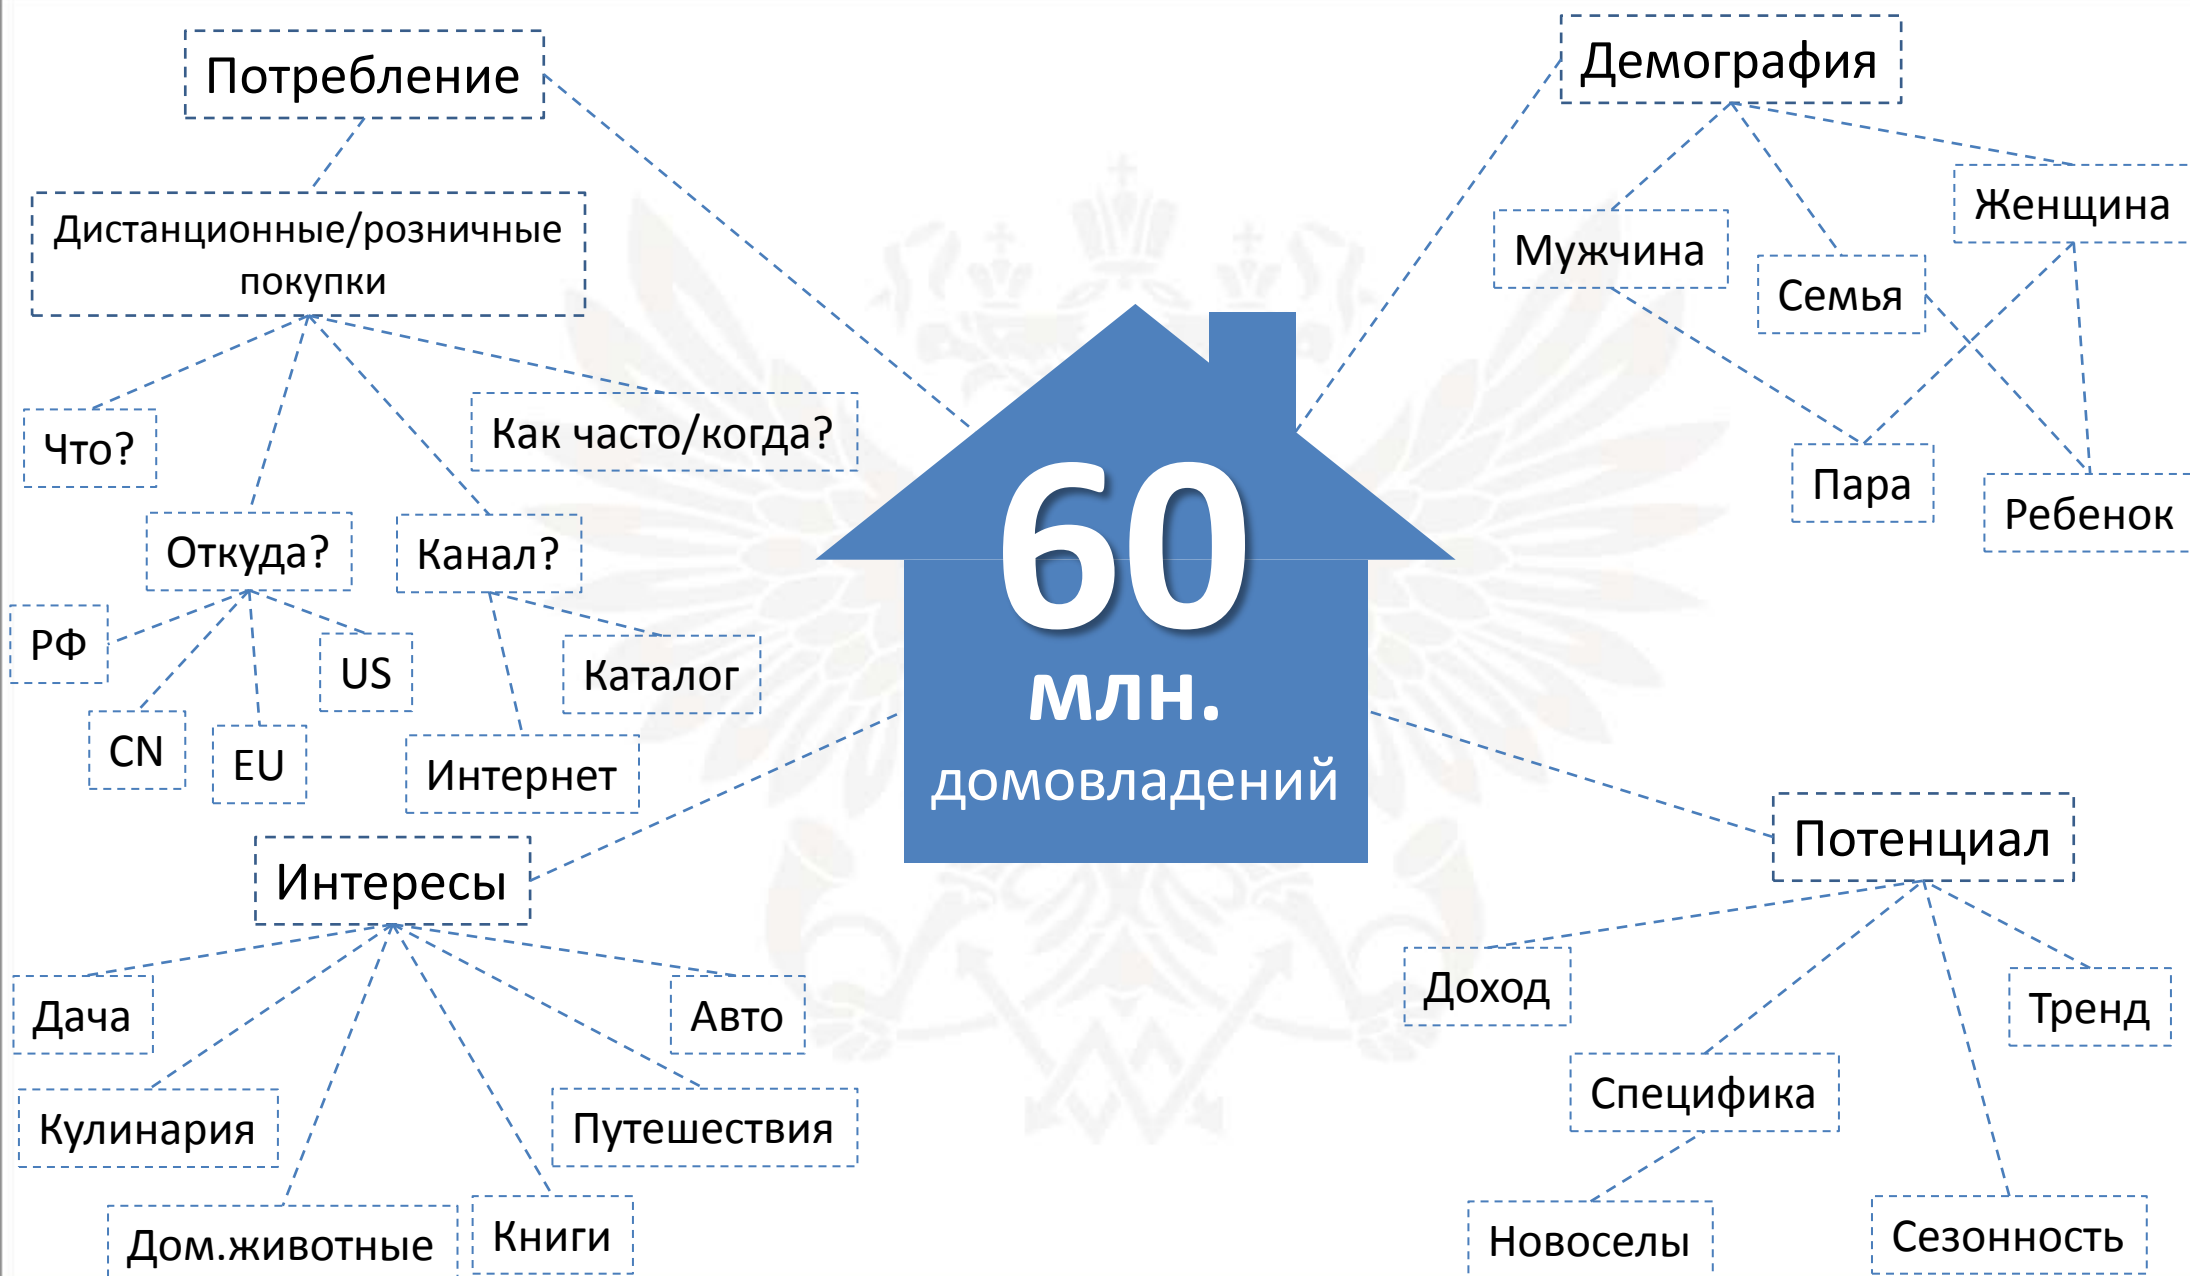 Потребление
Дистанционные/розничные
покупки
Что?
Как часто/когда?
Откуда?
Канал?
РФ
CN
EU
US
Каталог
Интернет
Интересы
Дача
Авто
Кулинария
Путешествия
Дом.животные
Книги
60
млн.
домовладений
Демография
Женщина
Мужчина
Семья
Пара
Ребенок
Потенциал
Доход
Тренд
Специфика
Новоселы
Сезонность